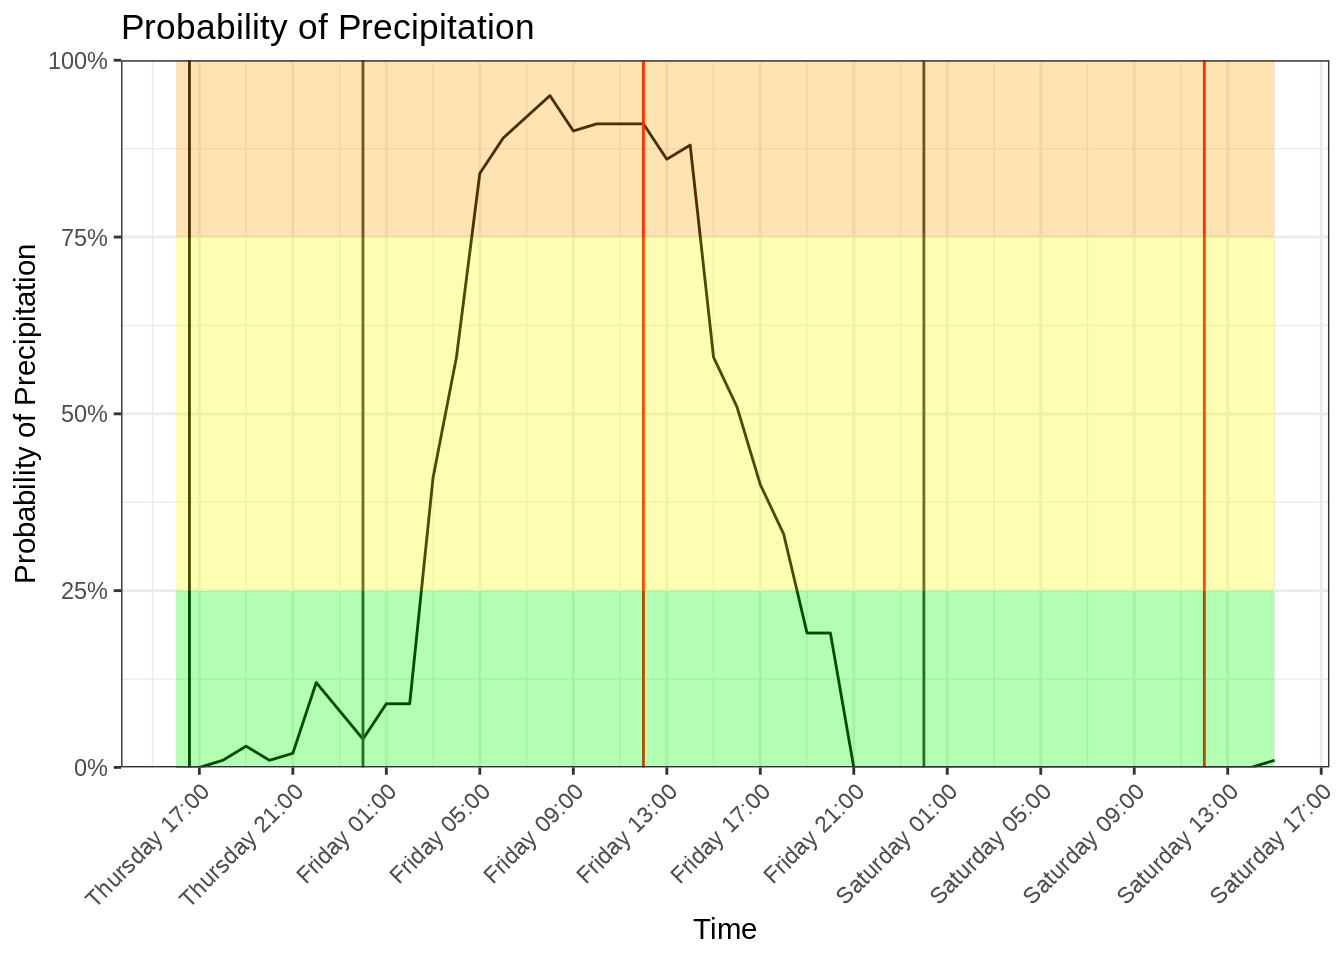 Probability of Precipitation
Probability of Precipitation
100%
75%
50%
25%
0%
Thursday 17:00
Thursday 21:00
Friday 01:00
Friday 05:00
Friday 09:00
Friday 13:00
Friday 17:00
Friday 21:00
Saturday 01:00
Saturday 05:00
Saturday 09:00
Saturday 13:00
Saturday 17:00
Time